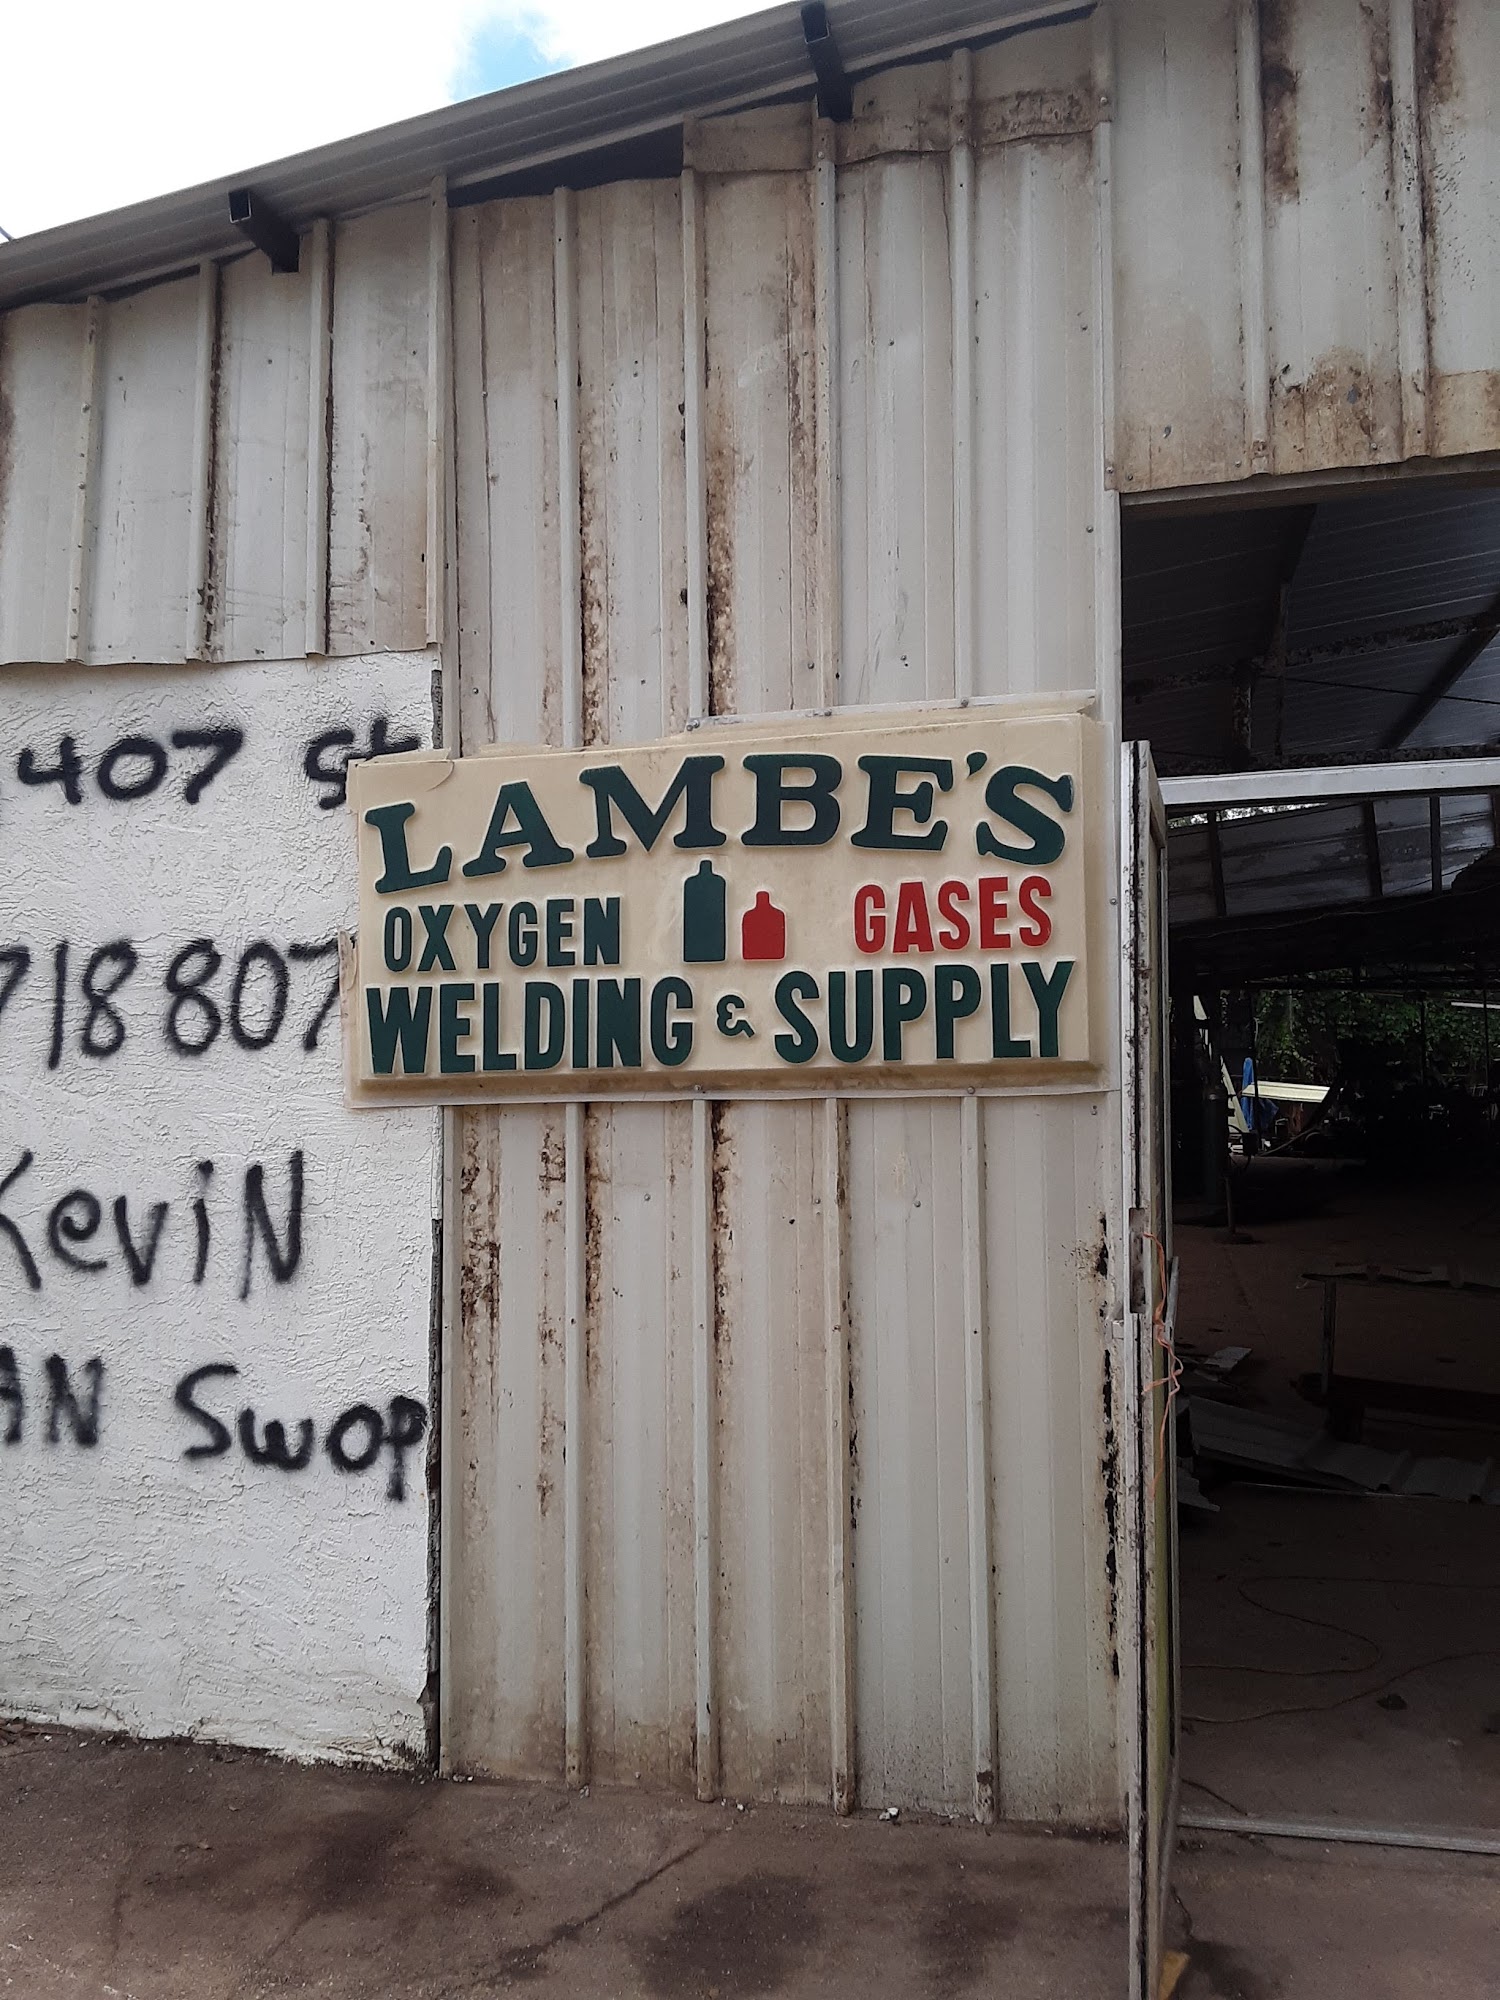 407 St
LAMBE'S
OXYGEN GASES
WELDING & SUPPLY
718 807
Kevin
AN Swop